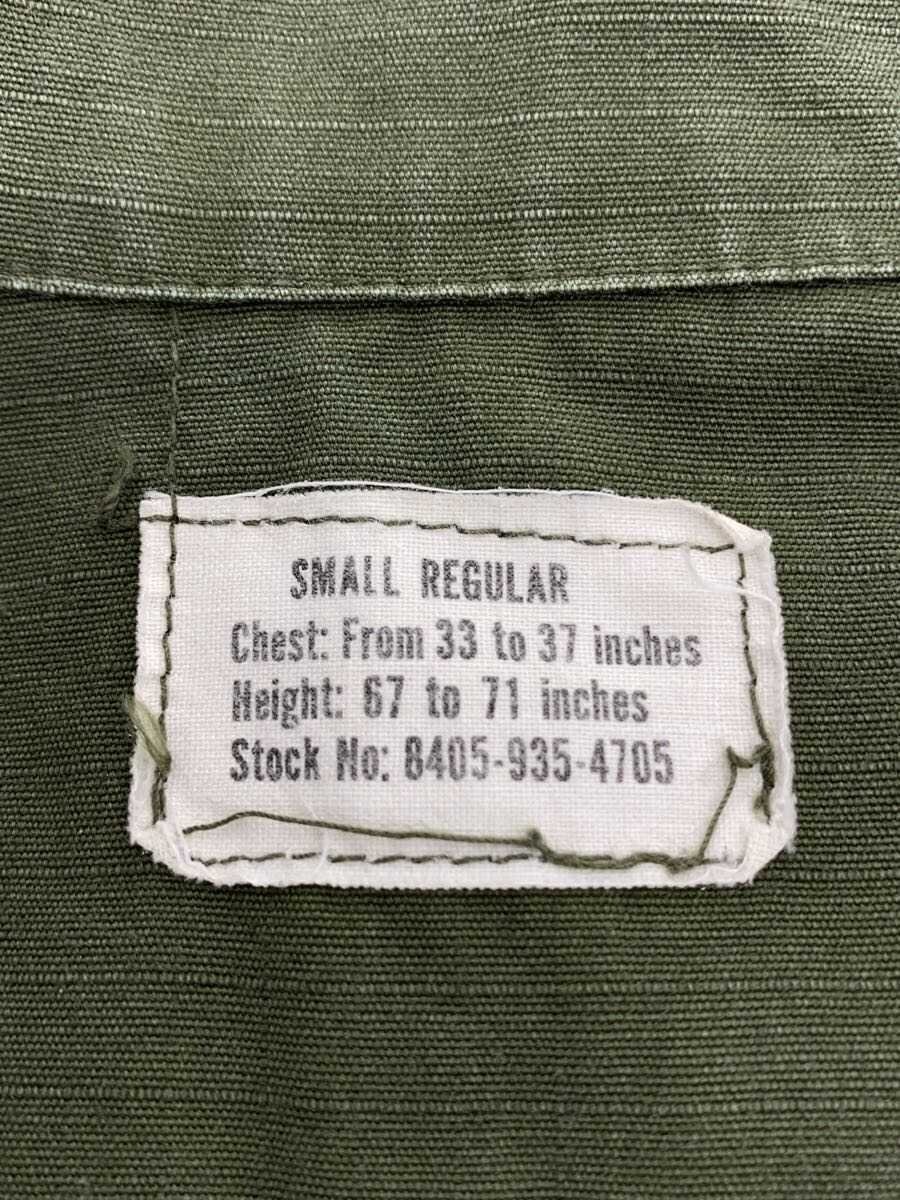 SMALL REGULAR
Chest: From 33 to 37 inches
Height: 67 to 71 inches
Stock No: 8405-935-4705